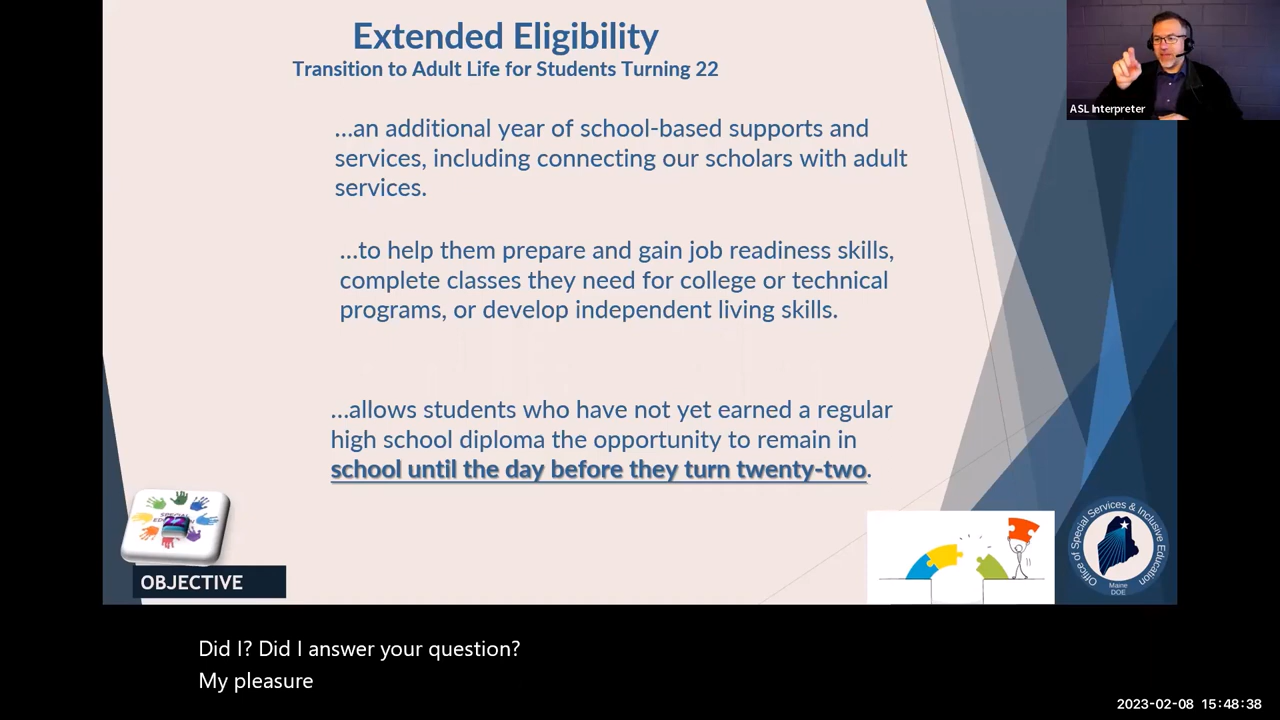 Extended Eligibility
Transition to Adult Life for Students Turning 22
ASL Interpreter
...an additional year of school-based supports and
services, including connecting our scholars with adult
services.
...to help them prepare and gain job readiness skills,
complete classes they need for college or technical
programs, or develop independent living skills.
...allows students who have not yet earned a regular
high school diploma the opportunity to remain in
school until the day before they turn twenty-two.
22
OBJECTIVE
Office of Special Services & Inclusive Education
Maine
DOE
Did I? Did I answer your question?
My pleasure
2023-02-08 15:48:38